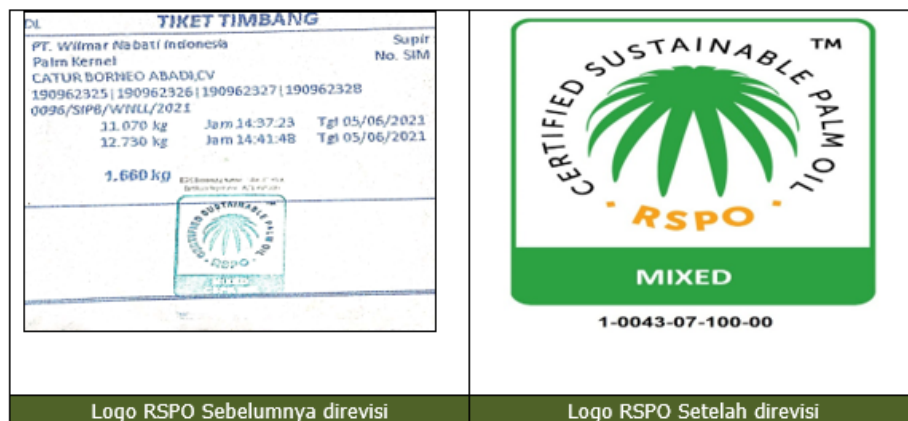 DL
TIKET TIMBANG
PT. Wilmar Nabati Indonesia
Supir
Palm Kernel
No. SIM
CATUR BORNEO ABADI,CV
190962325|190962326|190962327|190962328
0096/SIPB/WNLL/2021
11.070 kg Jam 14:37:23 Tgl 05/06/2021
12.730 kg Jam 14:41:48 Tgl 05/06/2021
1.660 kg
CERTIFIED SUSTAINABLE PALM OIL
RSPO
MIXED
CERTIFIED SUSTAINABLE PALM OIL TM
RSPO
MIXED
1-0043-07-100-00
Logo RSPO Sebelumnya direvisi
Logo RSPO Setelah direvisi